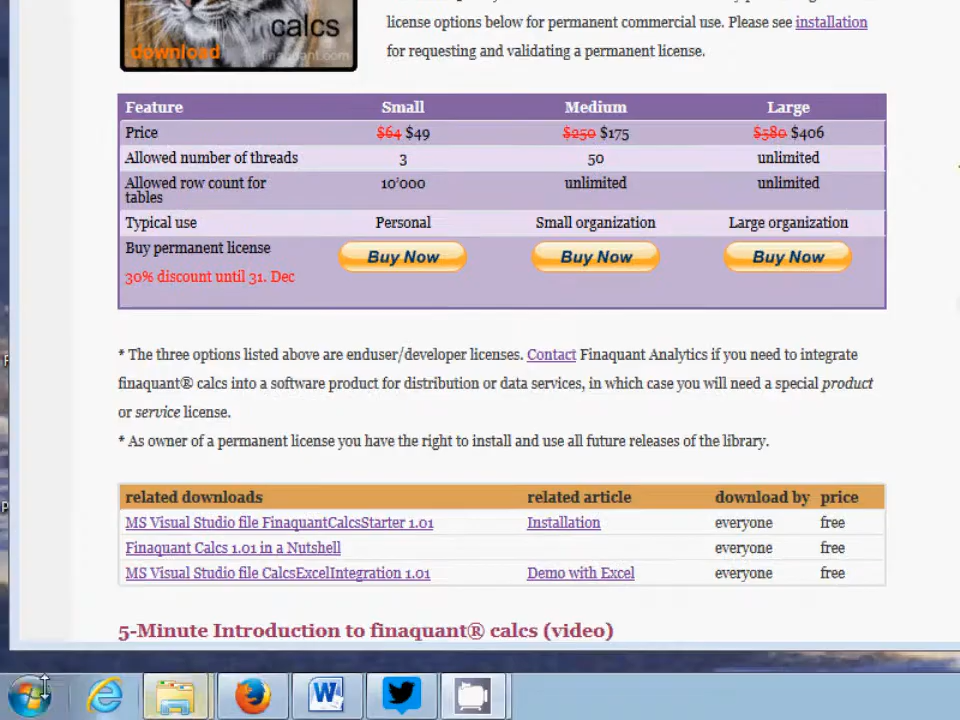 license options below for permanent commercial use. Please see installation
for requesting and validating a permanent license.
calcs
download finaquant.com
Feature Small Medium Large
Price $64 $49 $250 $175 $580 $406
Allowed number of threads 3 50 unlimited
Allowed row count for tables 10'000 unlimited unlimited
Typical use Personal Small organization Large organization
Buy permanent license Buy Now Buy Now Buy Now
30% discount until 31. Dec
* The three options listed above are enduser/developer licenses. Contact Finaquant Analytics if you need to integrate
finaquant® calcs into a software product for distribution or data services, in which case you will need a special product
or service license.
* As owner of a permanent license you have the right to install and use all future releases of the library.
related downloads related article download by price
MS Visual Studio file FinaquantCalcsStarter 1.01 Installation everyone free
Finaquant Calcs 1.01 in a Nutshell everyone free
MS Visual Studio file CalcsExcelIntegration 1.01 Demo with Excel everyone free
5-Minute Introduction to finaquant® calcs (video)